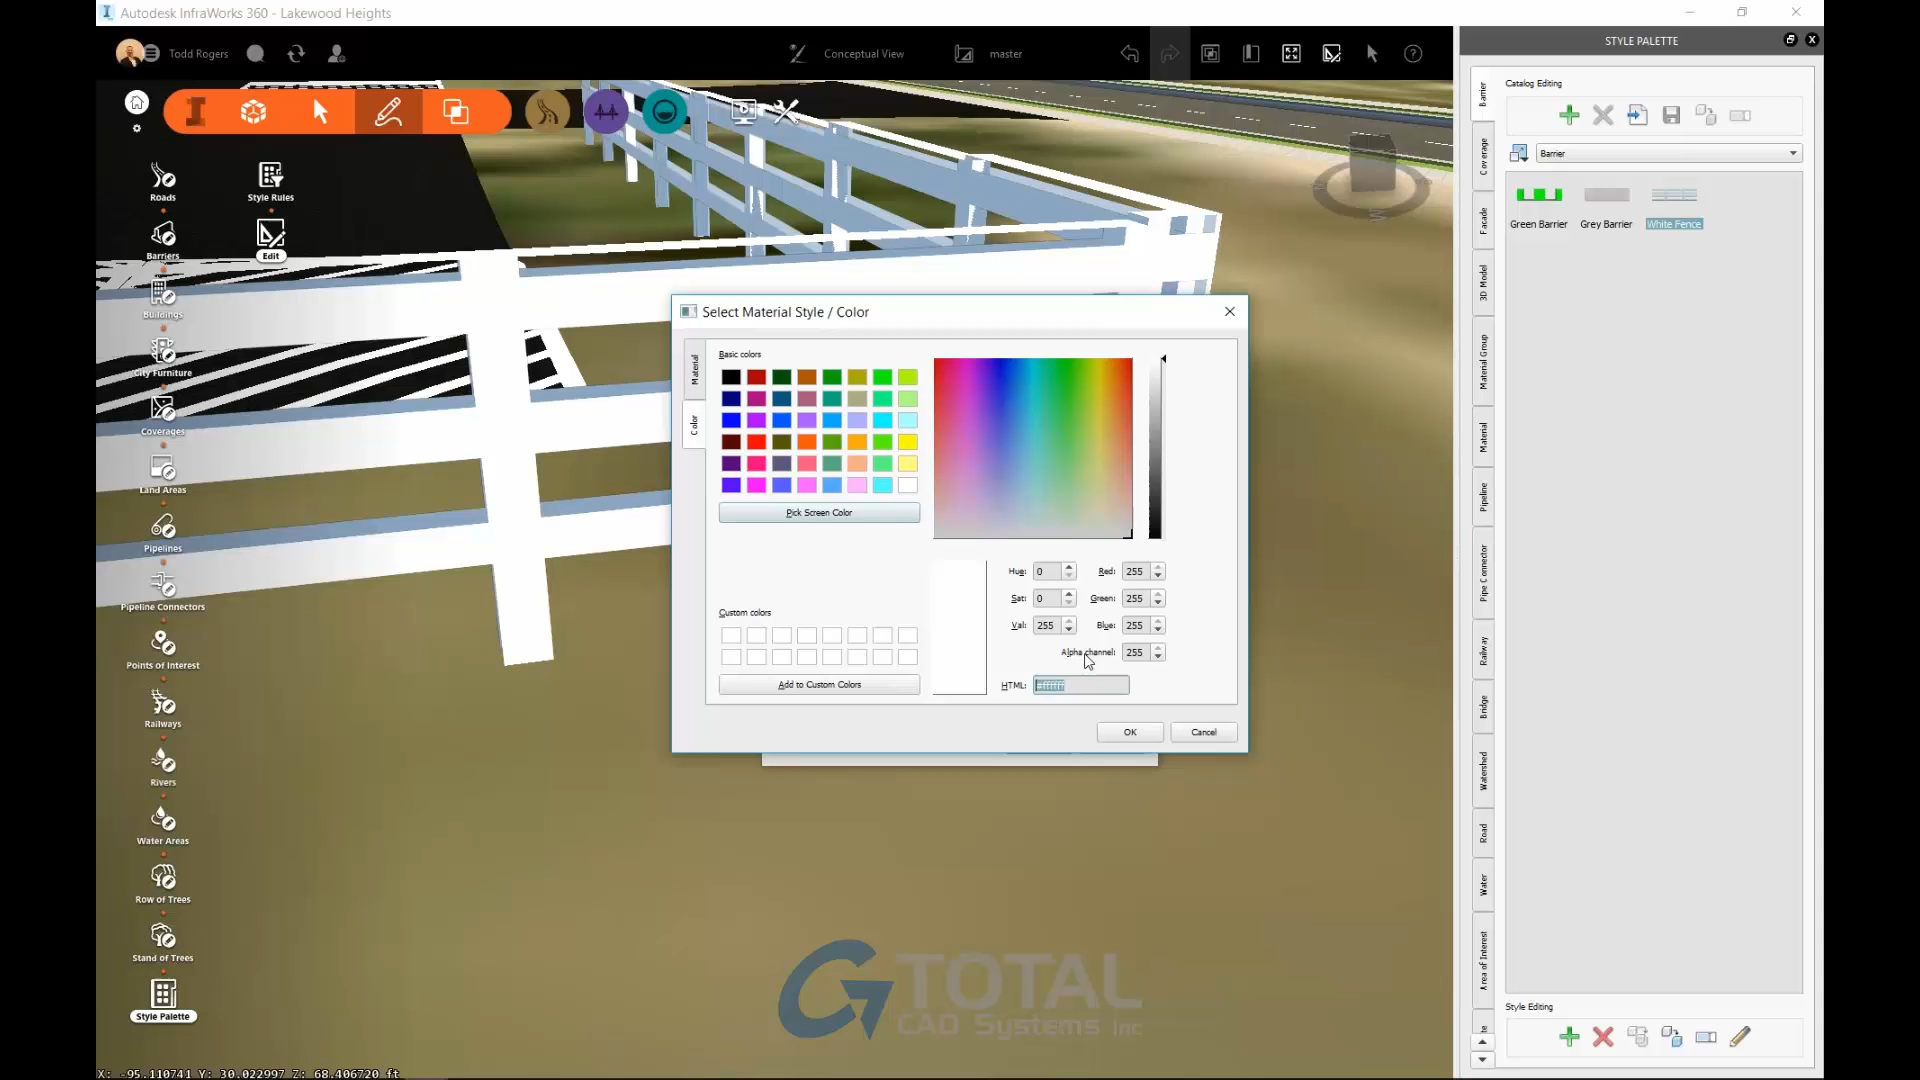 Autodesk InfraWorks 360 - Lakewood Heights
Todd Rogers
Conceptual View
master
STYLE PALETTE
Catalog Editing
Barrier
Green Barrier
Grey Barrier
White Fence
Barrier
Coverage
Facade
3D Model
Material Group
Material
Pipeline
Pipe Connector
Railway
Bridge
Watershed
Road
Water
Area of Interest
Style Editing
Roads
Style Rules
Barriers
Edit
Buildings
City Furniture
Coverages
Land Areas
Pipelines
Pipeline Connectors
Points of Interest
Railways
Rivers
Water Areas
Row of Trees
Stand of Trees
Style Palette
Select Material Style / Color
Material
Color
Basic colors
Pick Screen Color
Custom colors
Add to Custom Colors
Hue: 0
Red: 255
Sat: 0
Green: 255
Val: 255
Blue: 255
Alpha channel: 255
HTML: #ffffff
OK
Cancel
TOTAL
CAD Systems Inc
X: -95.110741 Y: 30.022997 Z: 68.406720 ft